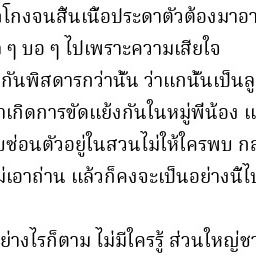 โกงจนสิ้นเนื้อประดาตัวต้องมาอา
ๆ บอ ๆ ไปเพราะความเสียใจ
กันพิสดารกว่านั้น ว่าแกนั้นเป็นลู
าเกิดการขัดแย้งกันในหมู่พี่น้อง แ
ซ่อนตัวอยู่ในสวนไม่ให้ใครพบ กล
ม่เอาถ่าน แล้วก็คงจะเป็นอย่างนี้ไป
ย่างไรก็ตาม ไม่มีใครรู้ ส่วนใหญ่ชา